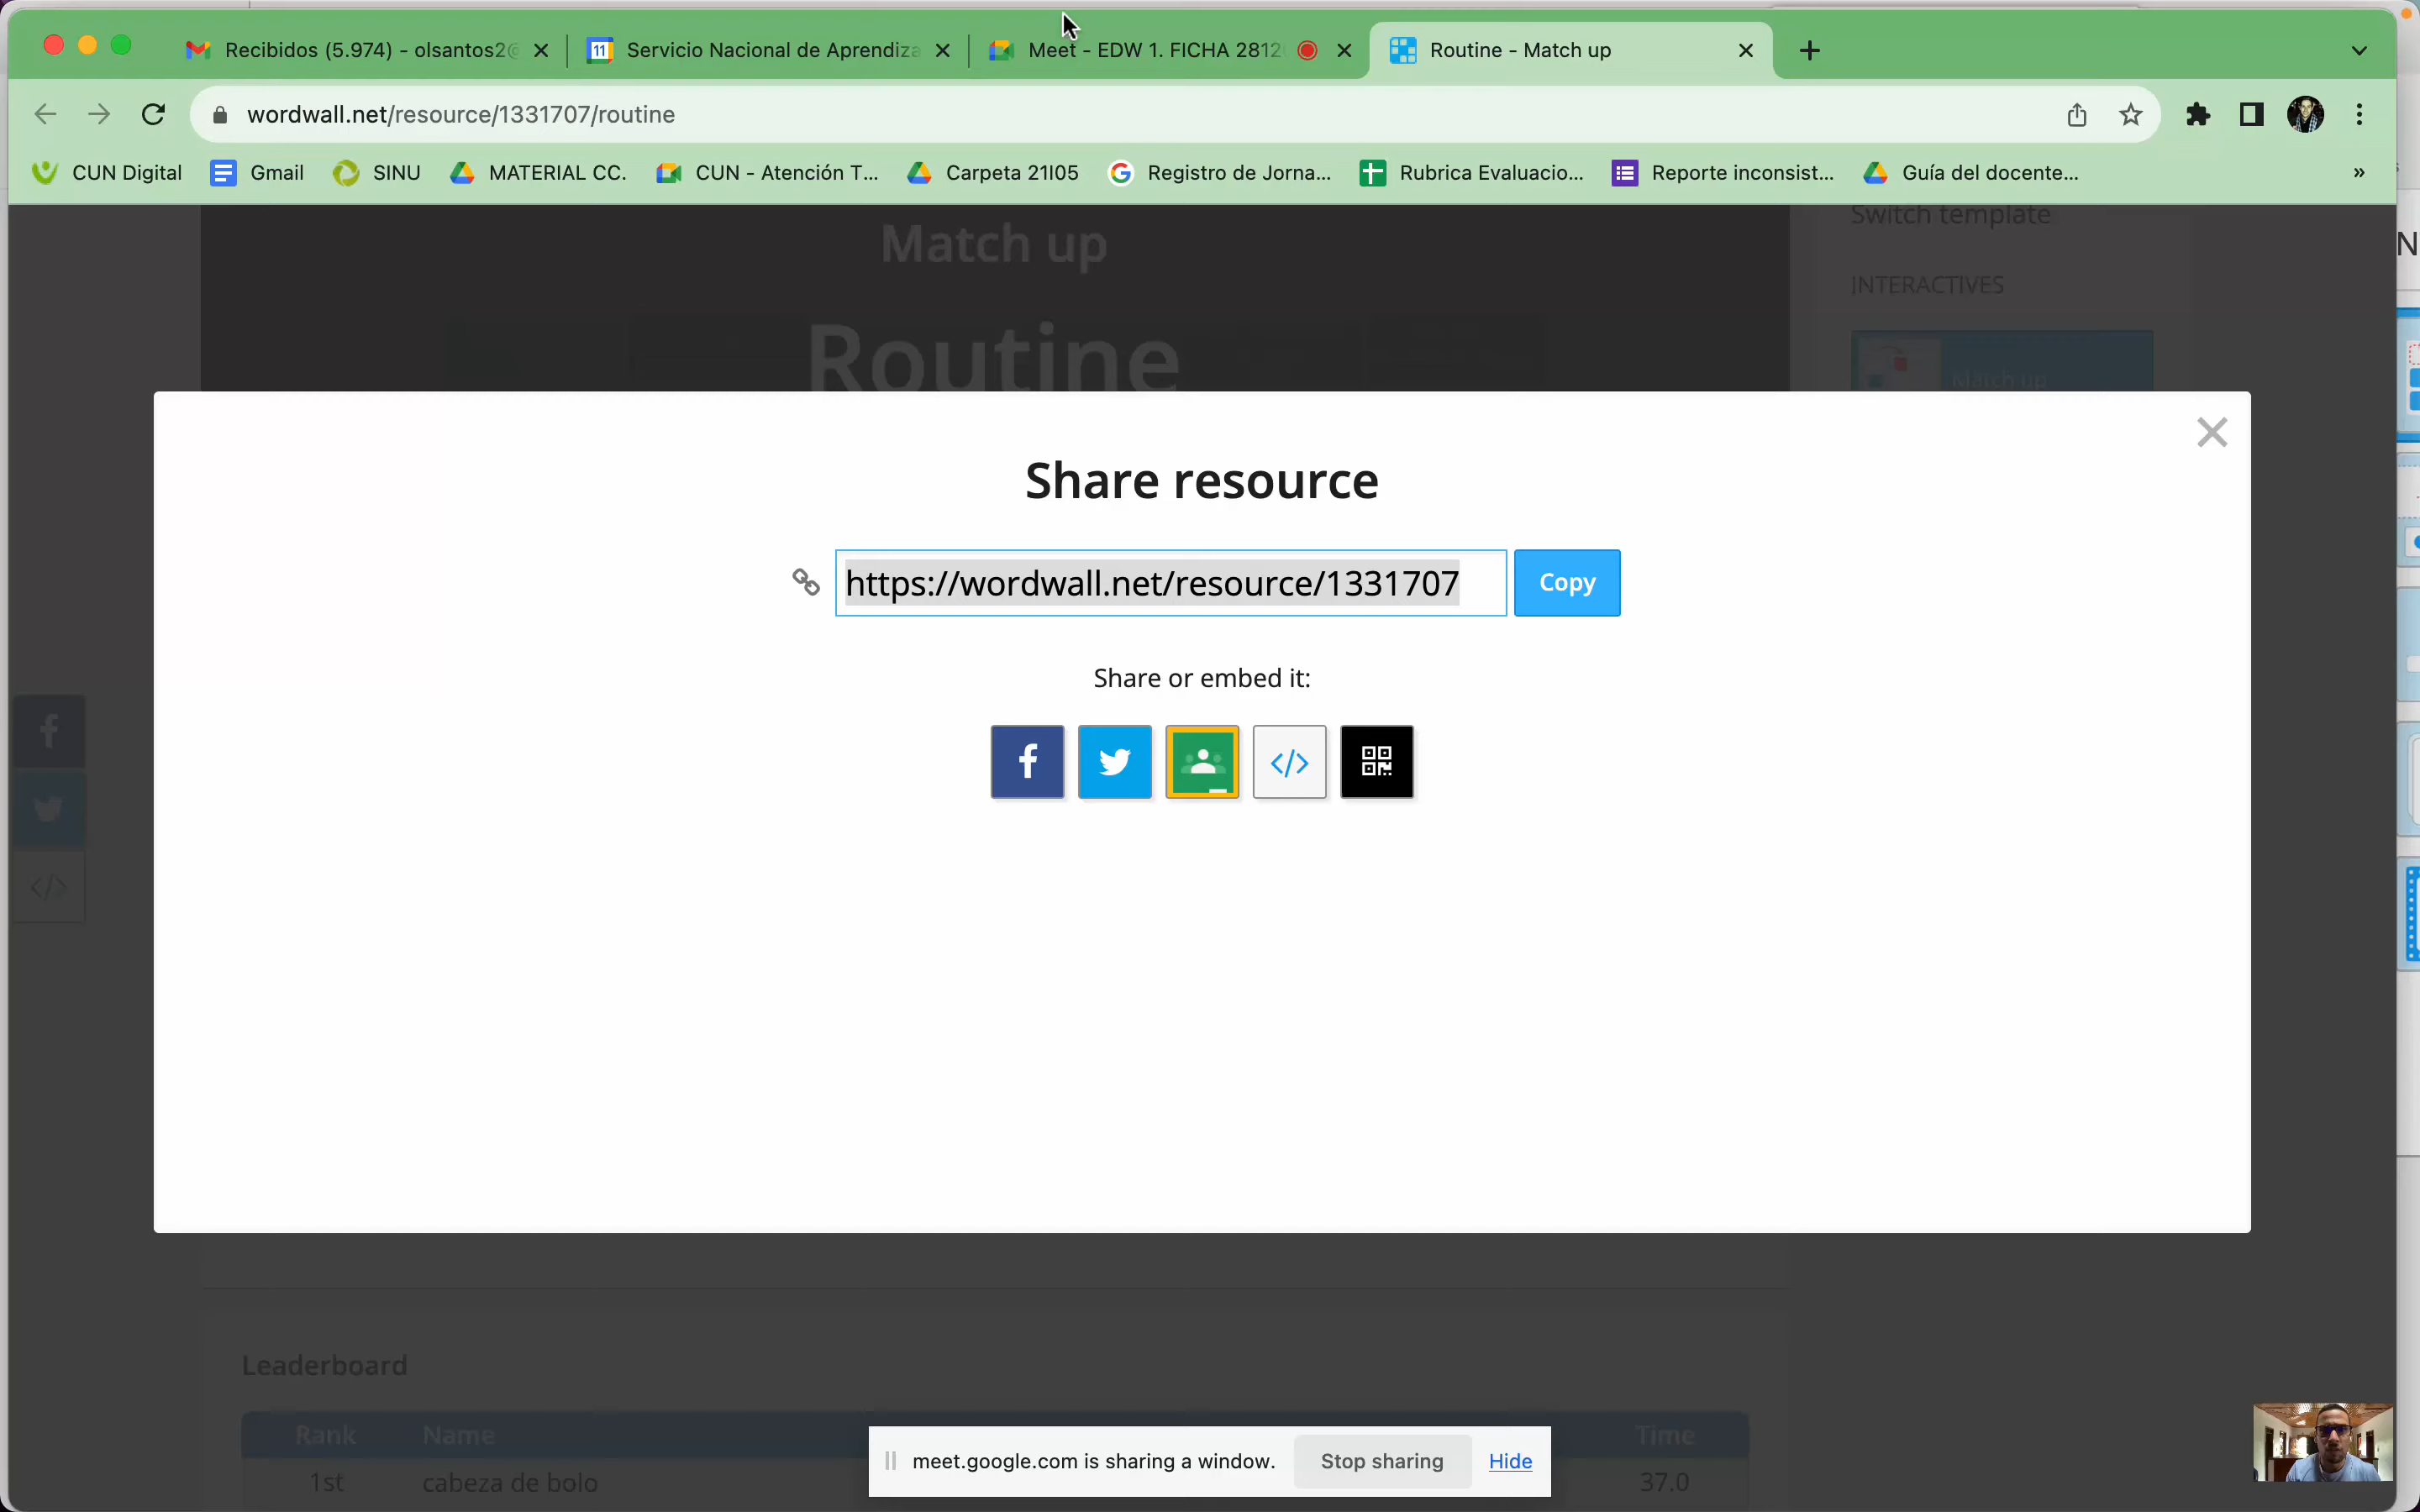 Recibidos (5.974) - olsantos2@
Servicio Nacional de Aprendiza
Meet - EDW 1. FICHA 2812
Routine - Match up
wordwall.net/resource/1331707/routine
CUN Digital
Gmail
SINU
MATERIAL CC.
CUN - Atención T...
Carpeta 21I05
Registro de Jorna...
Rubrica Evaluacio...
Reporte inconsist...
Guía del docente...
»
Match up
Switch template
Routine
INTERACTIVES
Match up
Share resource
https://wordwall.net/resource/1331707
Copy
Share or embed it:
Leaderboard
Rank Name Time
1st cabeza de bolo 37.0
meet.google.com is sharing a window.
Stop sharing
Hide